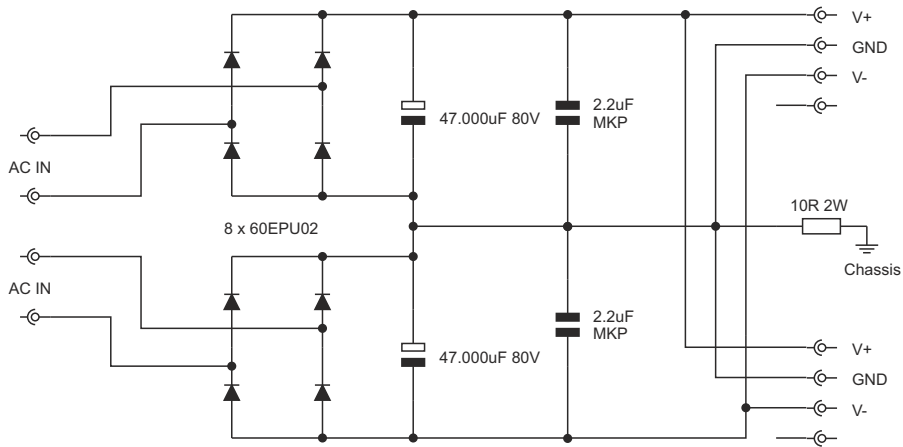 V+
GND
V-
2.2uF
MKP
47.000uF 80V
AC IN
10R 2W
8 x 60EPU02
Chassis
AC IN
2.2uF
MKP
47.000uF 80V
V+
GND
V-